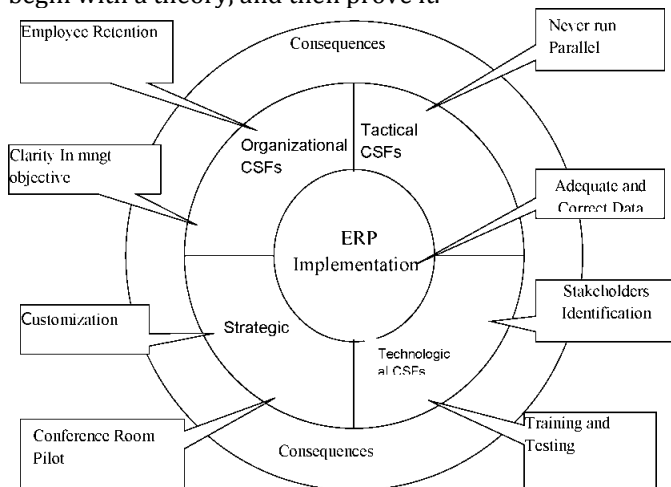 begin with a theory, and then prove it.
Employee Retention
Consequences
Never run
Parallel
Organizational
CSFs
Tactical
CSFs
Clarity In mngt
objective
Adequate and
Correct Data
ERP
Implementation
Stakeholders
Identification
Customization
Strategic
Technologic
al CSFs
Conference Room
Pilot
Consequences
Training and
Testing